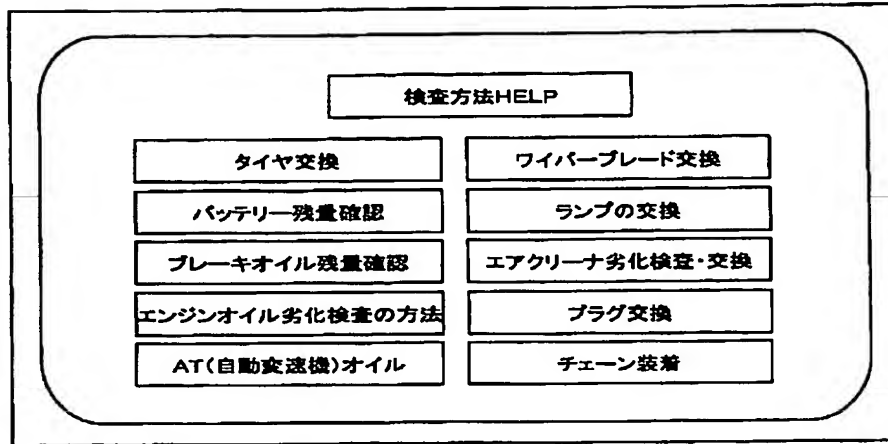 検査方法HELP
タイヤ交換
ワイパーブレード交換
バッテリー残量確認
ランプの交換
ブレーキオイル残量確認
エアクリーナ劣化検査・交換
エンジンオイル劣化検査の方法
プラグ交換
AT(自動変速機)オイル
チェーン装着